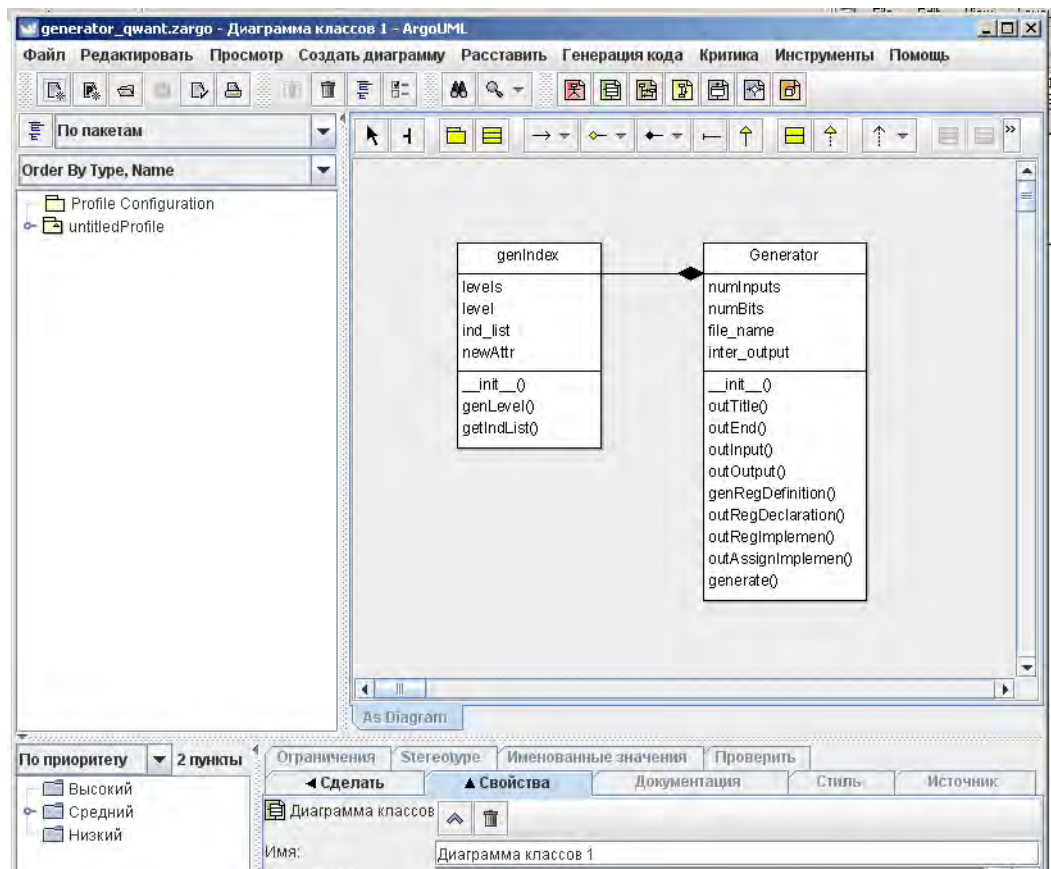 generator_qwant.zargo - Диаграмма классов 1 - ArgoUML
Файл Редактировать Просмотр Создать диаграмму Расставить Генерация кода Критика Инструменты Помощь
По пакетам
Order By Type, Name
Profile Configuration
untitledProfile
genIndex
levels
level
ind_list
newAttr
__init__()
genLevel()
getIndList()
Generator
numInputs
numBits
file_name
inter_output
__init__()
outTitle()
outEnd()
outInput()
outOutput()
genRegDefinition()
outRegDeclaration()
outRegImplemen()
outAssignImplemen()
generate()
As Diagram
По приоритету 2 пункты
Высокий
Средний
Низкий
Ограничения Stereotype Именованные значения Проверить
Сделать Свойства Документация Стиль Источник
Диаграмма классов
Имя: Диаграмма классов 1